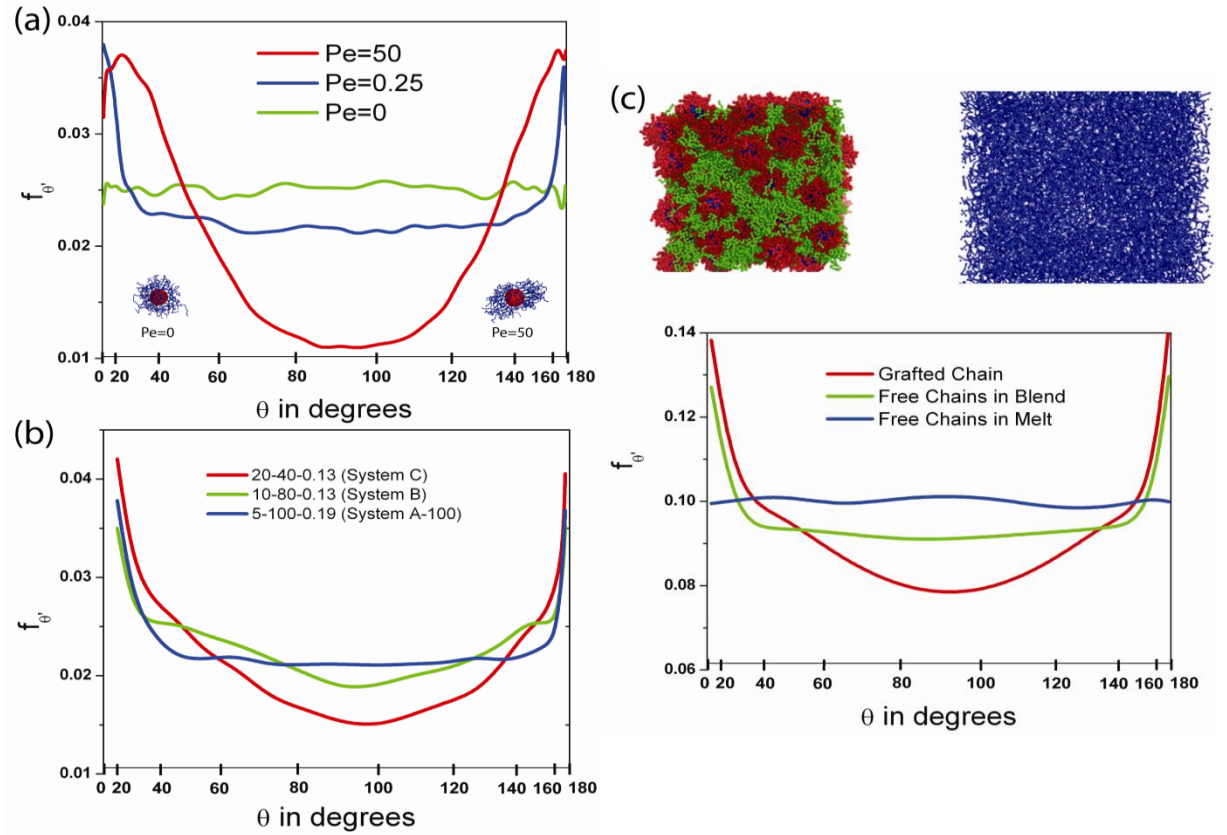 (a)
0.04
0.03
0.02
0.01
f_θ'
Pe=50
Pe=0.25
Pe=0
Pe=0
Pe=50
0 20 40 60 80 100 120 140 160 180
θ in degrees
(b)
0.04
0.03
0.02
0.01
f_θ'
20-40-0.13 (System C)
10-80-0.13 (System B)
5-100-0.19 (System A-100)
0 20 40 60 80 100 120 140 160 180
θ in degrees
(c)
0.14
0.12
0.10
0.08
0.06
f_θ'
Grafted Chain
Free Chains in Blend
Free Chains in Melt
0 20 40 60 80 100 120 140 160 180
θ in degrees